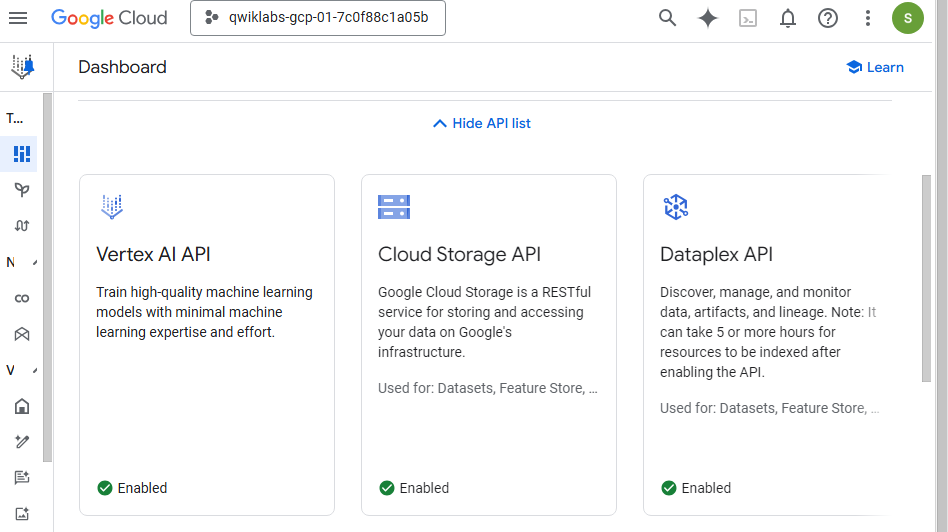 Google Cloud
qwiklabs-gcp-01-7c0f88c1a05b
S
Dashboard
Learn
T...
Hide API list
N
V
Vertex AI API
Train high-quality machine learning
models with minimal machine
learning expertise and effort.
Enabled
Cloud Storage API
Google Cloud Storage is a RESTful
service for storing and accessing
your data on Google's
infrastructure.
Used for: Datasets, Feature Store, ...
Enabled
Dataplex API
Discover, manage, and monitor
data, artifacts, and lineage. Note: It
can take 5 or more hours for
resources to be indexed after
enabling the API.
Used for: Datasets, Feature Store, ...
Enabled